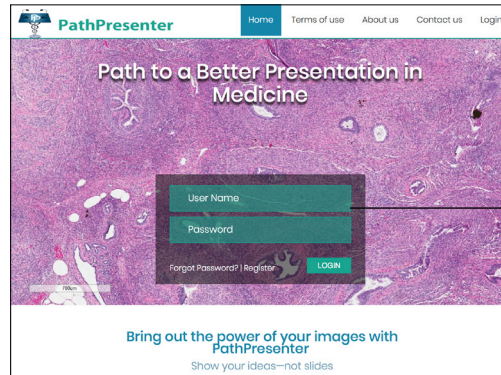 PathPresenter
Home Terms of use About us Contact us Login
Path to a Better Presentation in
Medicine
User Name
Password
Forgot Password? | Register LOGIN
700um
Bring out the power of your images with
PathPresenter
Show your ideas—not slides